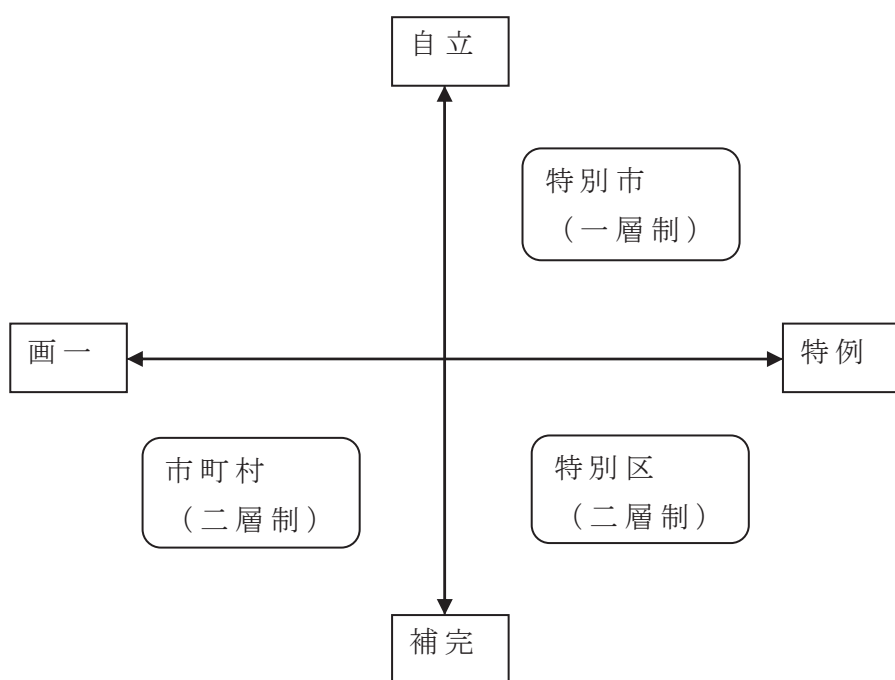 自立
特別市
（一層制）
画一
特例
市町村
（二層制）
特別区
（二層制）
補完